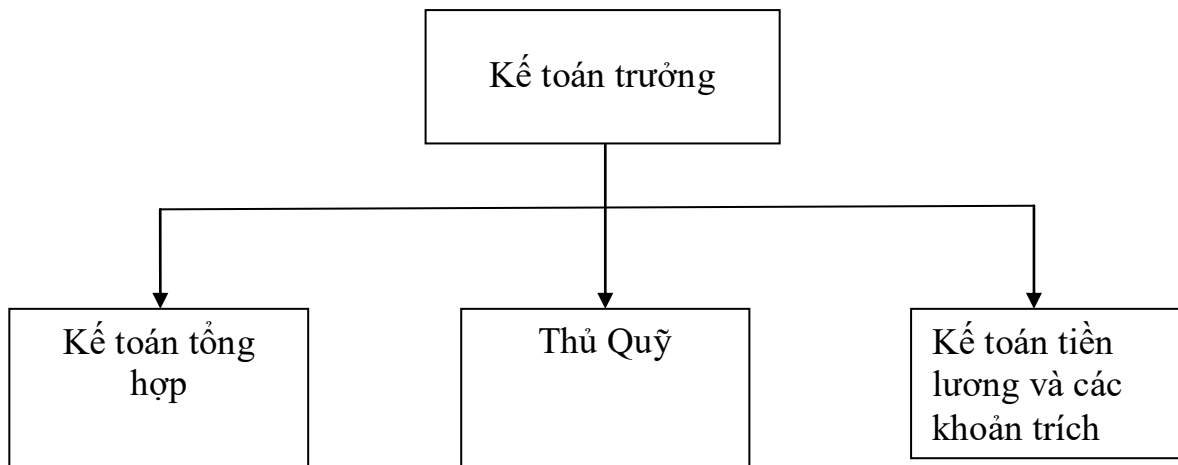 Kế toán trưởng
Kế toán tổng
hợp
Thủ Quỹ
Kế toán tiền
lương và các
khoản trích